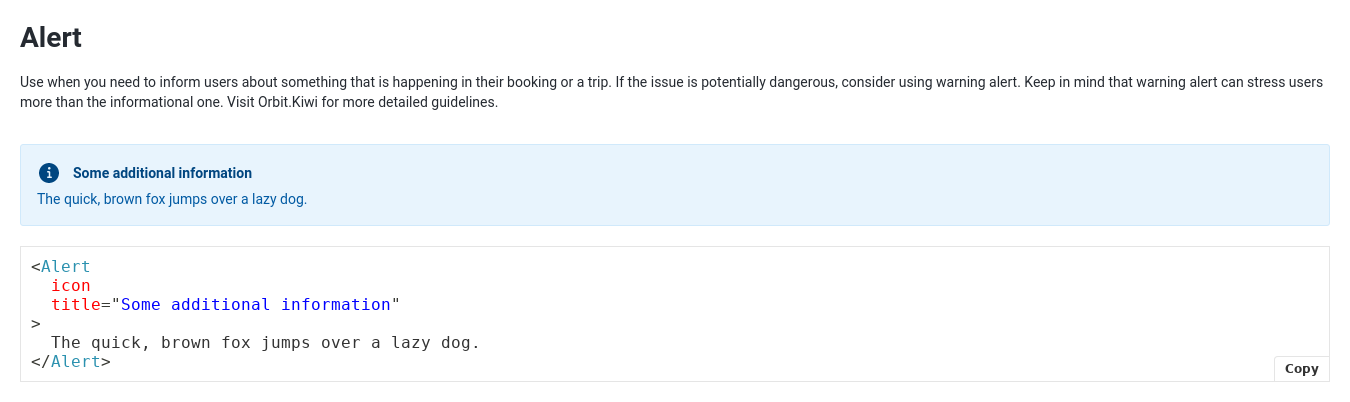 Alert
Use when you need to inform users about something that is happening in their booking or a trip. If the issue is potentially dangerous, consider using warning alert. Keep in mind that warning alert can stress users
more than the informational one. Visit Orbit.Kiwi for more detailed guidelines.
Some additional information
The quick, brown fox jumps over a lazy dog.
<Alert
  icon
  title="Some additional information"
>
  The quick, brown fox jumps over a lazy dog.
</Alert>
Copy